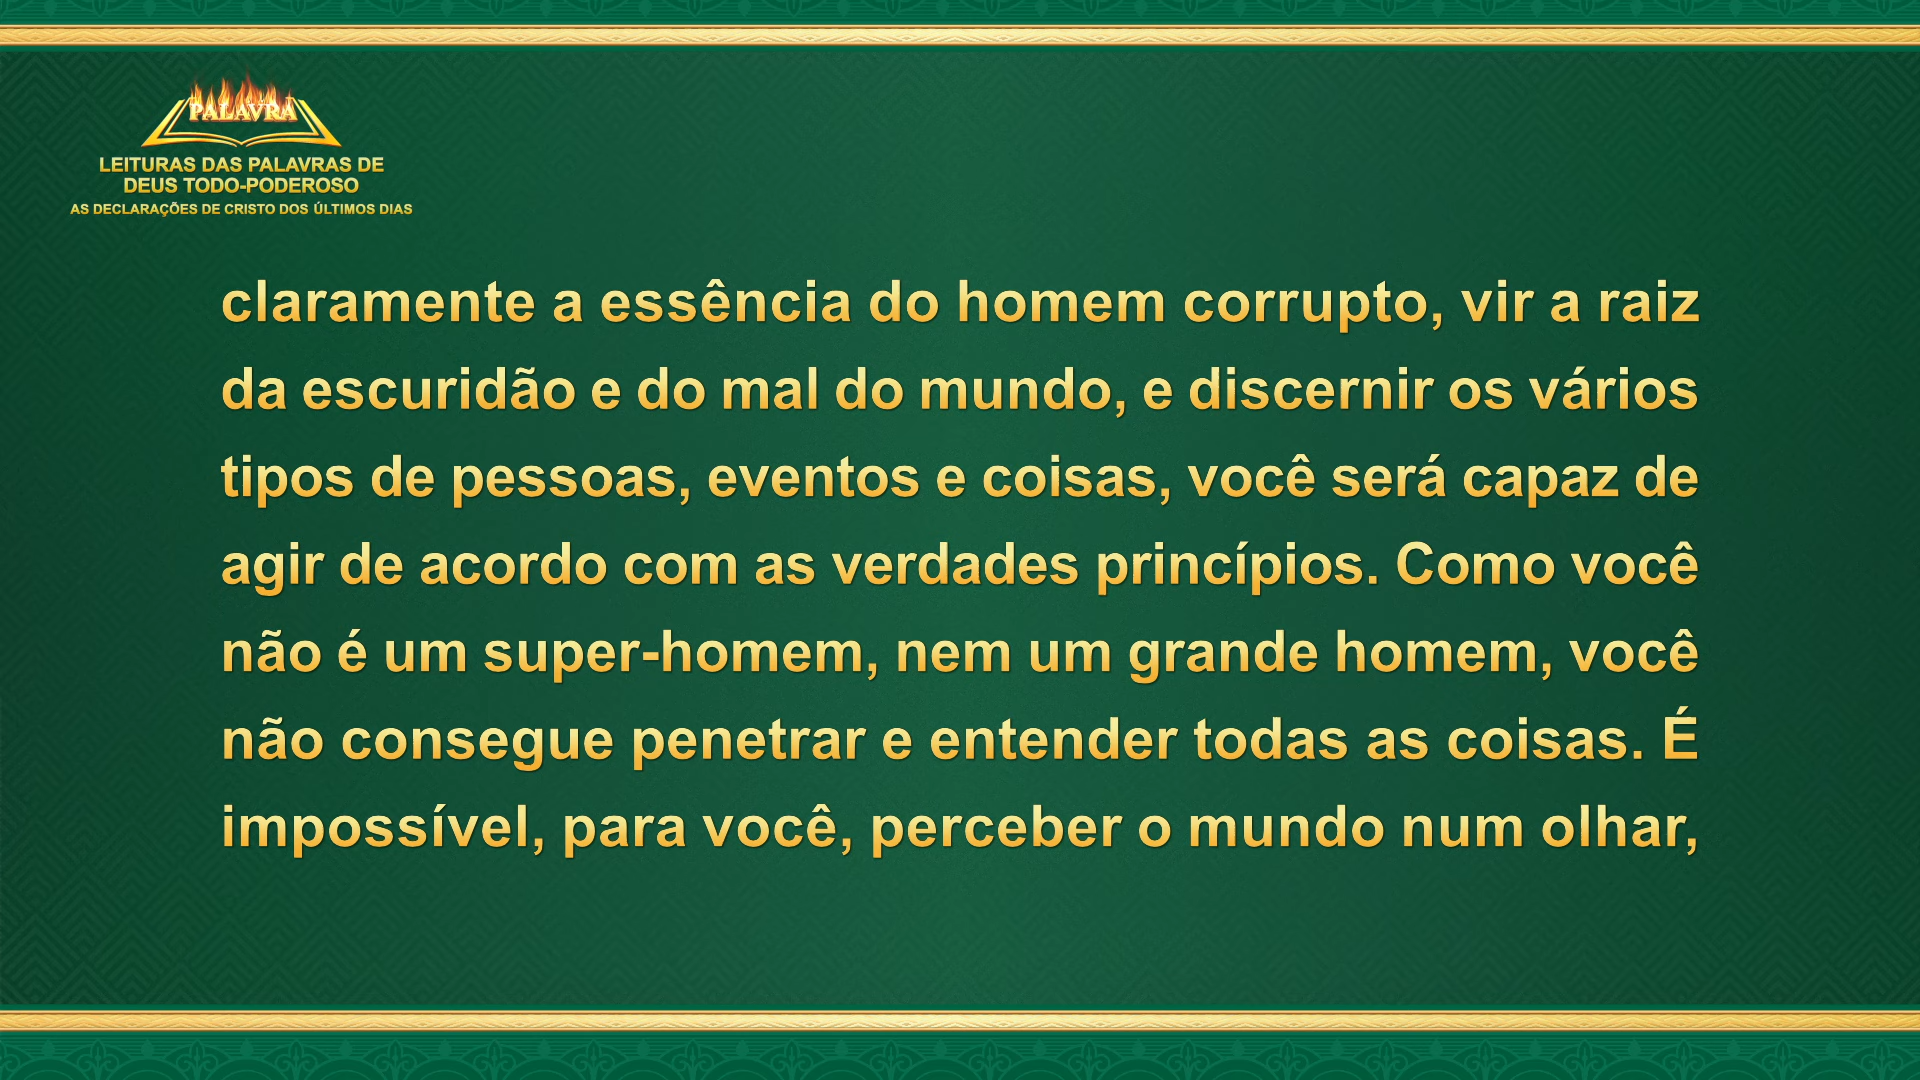 PALAVRA
LEITURAS DAS PALAVRAS DE
DEUS TODO-PODEROSO
AS DECLARAÇÕES DE CRISTO DOS ÚLTIMOS DIAS
claramente a essência do homem corrupto, vir a raiz
da escuridão e do mal do mundo, e discernir os vários
tipos de pessoas, eventos e coisas, você será capaz de
agir de acordo com as verdades princípios. Como você
não é um super-homem, nem um grande homem, você
não consegue penetrar e entender todas as coisas. É
impossível, para você, perceber o mundo num olhar,